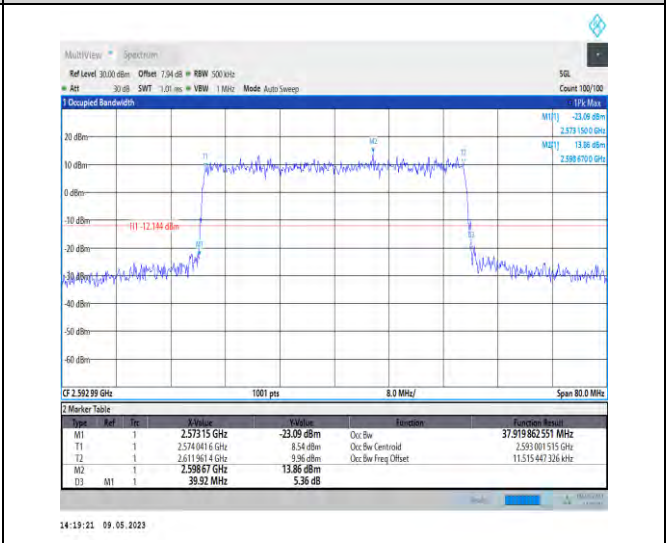 MultiView Spectrum
Ref Level 30.00 dBm Offset 7.94 dB RBW 500 kHz SGL
Att 30 dB SWT 1.01 ms VBW 1 MHz Mode Auto Sweep Count 100/100
1 Occupied Bandwidth 1Pk Max
M1[1] -23.09 dBm
2.573 150 0 GHz
M2[1] 13.86 dBm
2.598 670 0 GHz
20 dBm
M2
T1
10 dBm
0 dBm
-10 dBm
H1 -12.144 dBm
M1
-20 dBm
-30 dBm
-40 dBm
-50 dBm
-60 dBm
CF 2.592 99 GHz 1001 pts 8.0 MHz/ Span 80.0 MHz
2 Marker Table
Type Ref Trc X-Value Y-Value Function Function Result
M1 1 2.573 15 GHz -23.09 dBm Occ Bw 37.919 862 551 MHz
T1 1 2.574 041 6 GHz 8.54 dBm Occ Bw Centroid 2.593 001 515 GHz
T2 1 2.611 961 4 GHz 9.96 dBm Occ Bw Freq Offset 11.515 447 326 kHz
M2 1 2.598 67 GHz 13.86 dBm
D3 M1 1 39.92 MHz 5.36 dB
14:19:21 09.05.2023